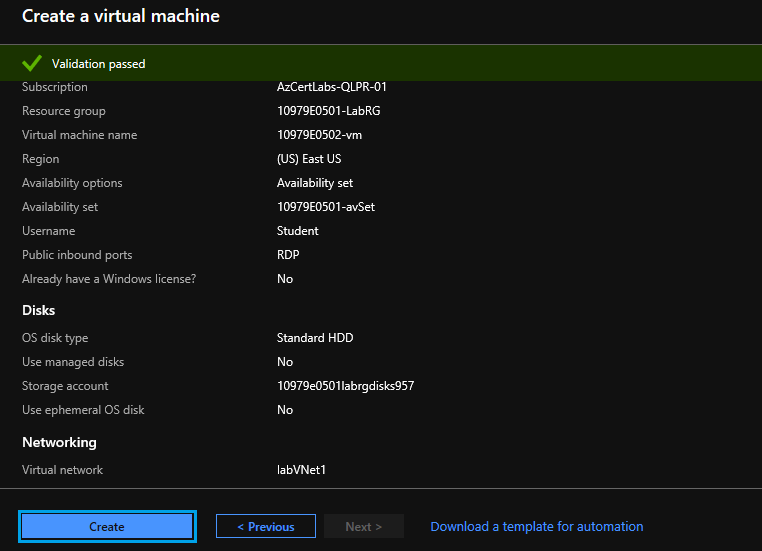 Create a virtual machine
Validation passed
Subscription AzCertLabs-QLPR-01
Resource group 10979E0501-LabRG
Virtual machine name 10979E0502-vm
Region (US) East US
Availability options Availability set
Availability set 10979E0501-avSet
Username Student
Public inbound ports RDP
Already have a Windows license? No
Disks
OS disk type Standard HDD
Use managed disks No
Storage account 10979e0501labrgdisks957
Use ephemeral OS disk No
Networking
Virtual network labVNet1
Create < Previous Next > Download a template for automation